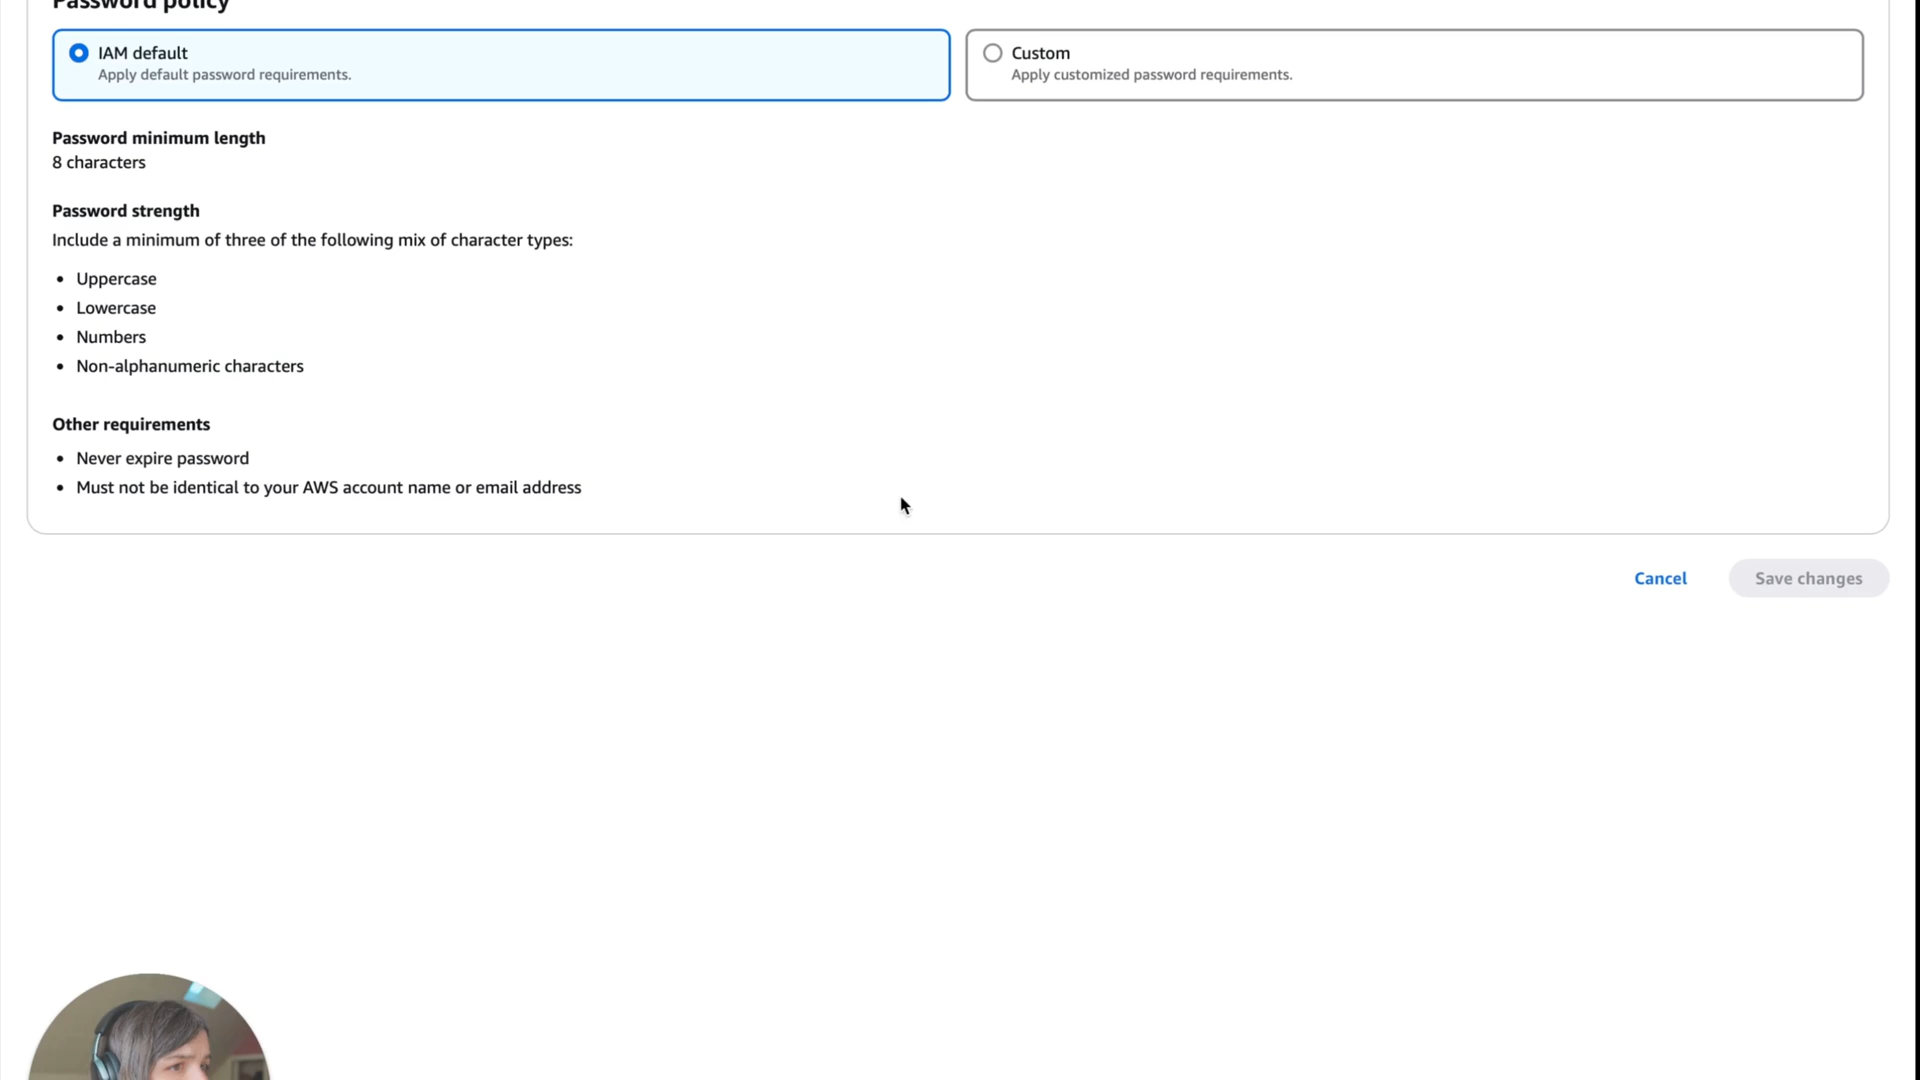 Password policy
IAM default
Apply default password requirements.
Custom
Apply customized password requirements.
Password minimum length
8 characters
Password strength
Include a minimum of three of the following mix of character types:
• Uppercase
• Lowercase
• Numbers
• Non-alphanumeric characters
Other requirements
• Never expire password
• Must not be identical to your AWS account name or email address
Cancel
Save changes